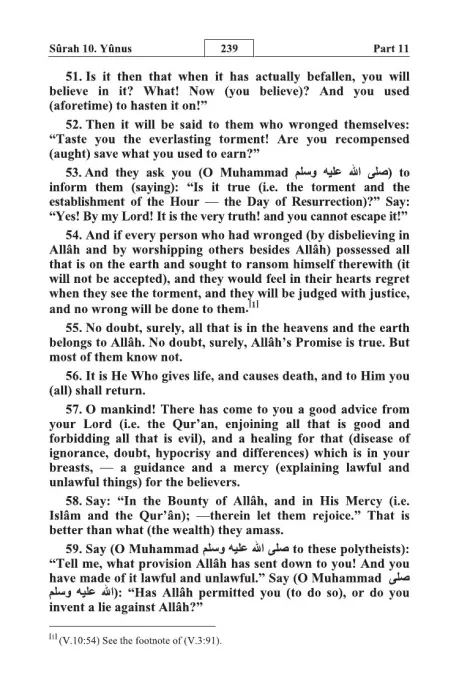 Sûrah 10. Yûnus 239 Part 11
51. Is it then that when it has actually befallen, you will
believe in it? What! Now (you believe)? And you used
(aforetime) to hasten it on!”
52. Then it will be said to them who wronged themselves:
“Taste you the everlasting torment! Are you recompensed
(aught) save what you used to earn?”
53. And they ask you (O Muhammad صلى الله عليه وسلم) to
inform them (saying): “Is it true (i.e. the torment and the
establishment of the Hour — the Day of Resurrection)?” Say:
“Yes! By my Lord! It is the very truth! and you cannot escape it!”
54. And if every person who had wronged (by disbelieving in
Allâh and by worshipping others besides Allâh) possessed all
that is on the earth and sought to ransom himself therewith (it
will not be accepted), and they would feel in their hearts regret
when they see the torment, and they will be judged with justice,
and no wrong will be done to them.[1]
55. No doubt, surely, all that is in the heavens and the earth
belongs to Allâh. No doubt, surely, Allâh’s Promise is true. But
most of them know not.
56. It is He Who gives life, and causes death, and to Him you
(all) shall return.
57. O mankind! There has come to you a good advice from
your Lord (i.e. the Qur’an, enjoining all that is good and
forbidding all that is evil), and a healing for that (disease of
ignorance, doubt, hypocrisy and differences) which is in your
breasts, — a guidance and a mercy (explaining lawful and
unlawful things) for the believers.
58. Say: “In the Bounty of Allâh, and in His Mercy (i.e.
Islâm and the Qur’ân); —therein let them rejoice.” That is
better than what (the wealth) they amass.
59. Say (O Muhammad صلى الله عليه وسلم to these polytheists):
“Tell me, what provision Allâh has sent down to you! And you
have made of it lawful and unlawful.” Say (O Muhammad صلى
الله عليه وسلم): “Has Allâh permitted you (to do so), or do you
invent a lie against Allâh?”
[1] (V.10:54) See the footnote of (V.3:91).